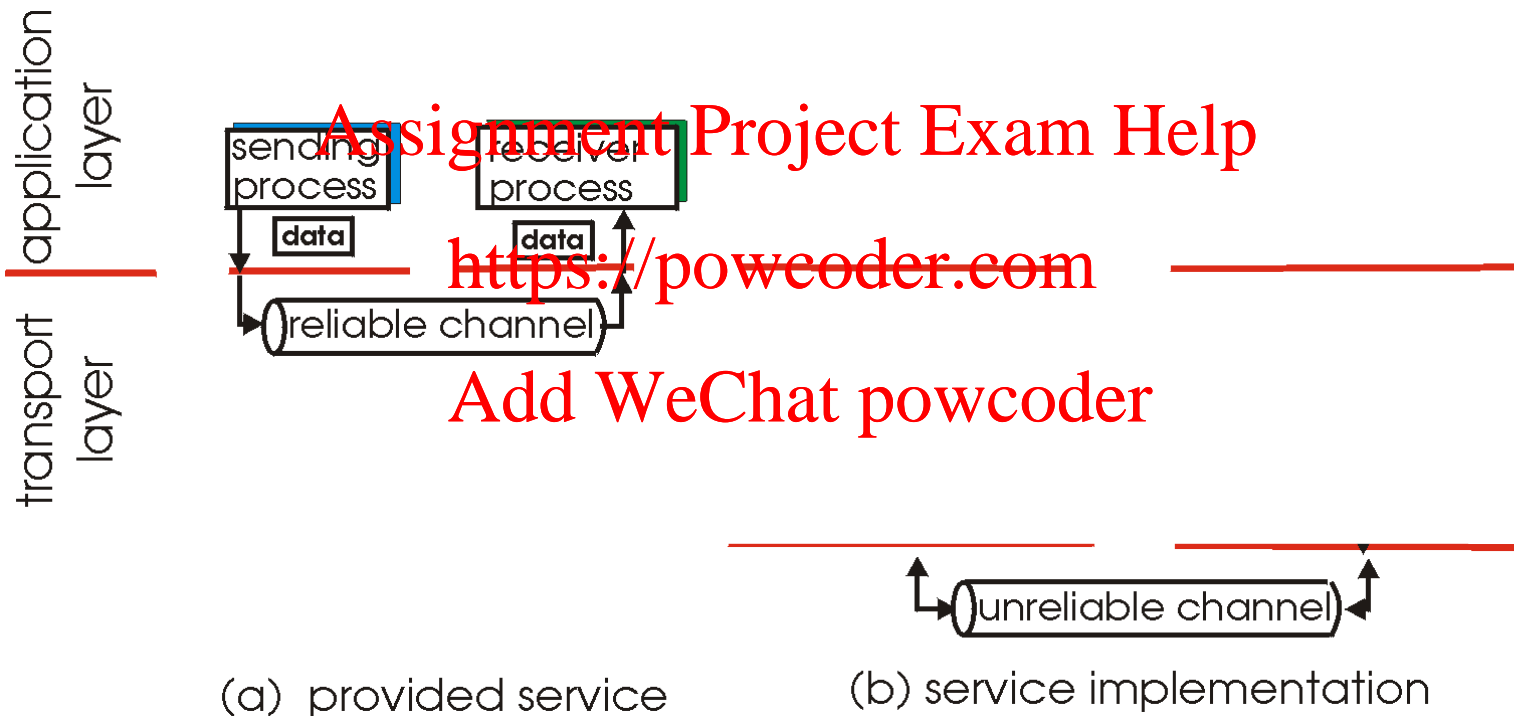 application
layer
Assignment Project Exam Help
sending
process
receiver
process
data
data
https://powcoder.com
reliable channel
transport
layer
Add WeChat powcoder
unreliable channel
(a) provided service
(b) service implementation